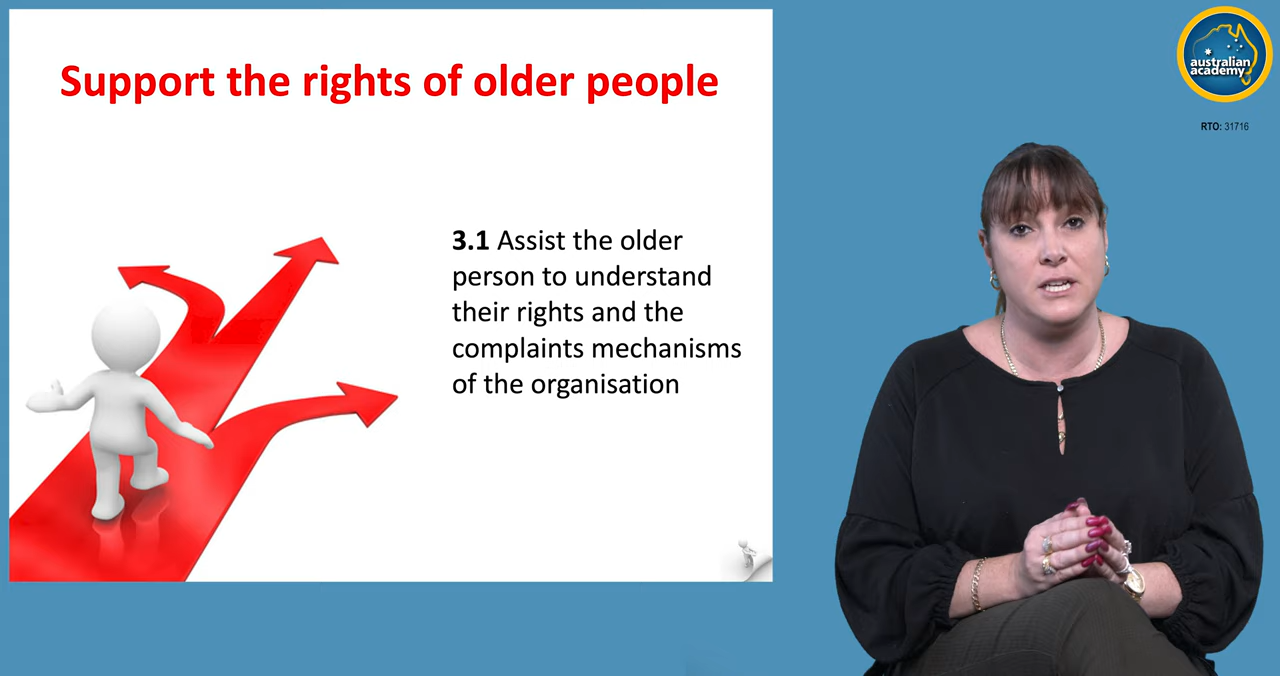 Support the rights of older people
3.1 Assist the older
person to understand
their rights and the
complaints mechanisms
of the organisation
australian
academy
RTO: 31716